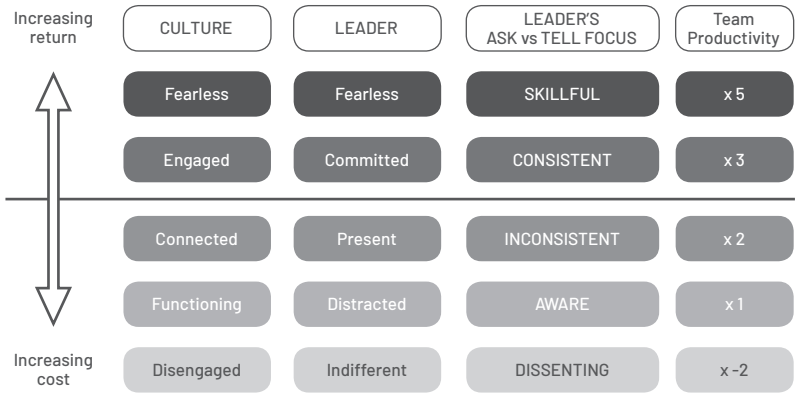 Increasing
return
CULTURE
LEADER
LEADER’S
ASK vs TELL FOCUS
Team
Productivity
Fearless
Fearless
SKILLFUL
x 5
Engaged
Committed
CONSISTENT
x 3
Connected
Present
INCONSISTENT
x 2
Functioning
Distracted
AWARE
x 1
Increasing
cost
Disengaged
Indifferent
DISSENTING
x -2